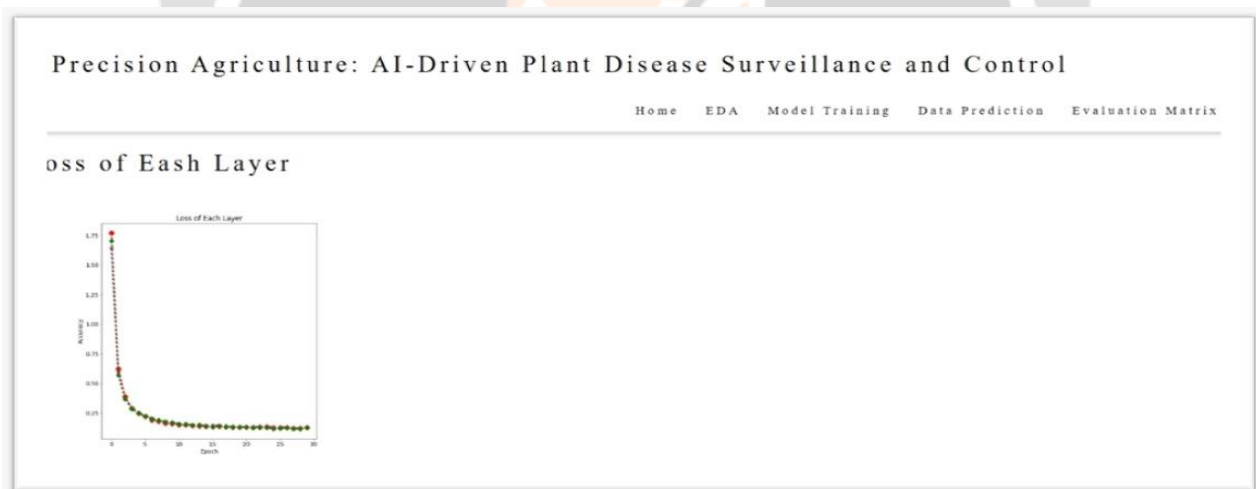 Precision Agriculture: AI-Driven Plant Disease Surveillance and Control
Home EDA Model Training Data Prediction Evaluation Matrix
oss of Eash Layer
Loss of Each Layer
1.75
1.50
1.25
1.00
0.75
0.50
0.25
Accuracy
0 5 10 15 20 25 30
Epoch